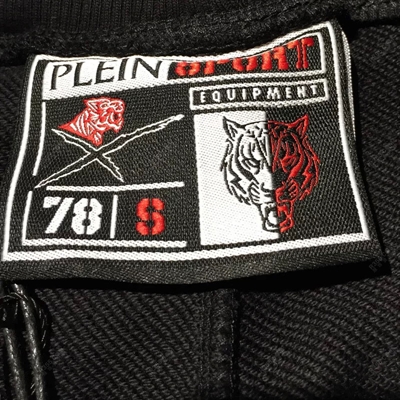 PLEIN SPORT
EQUIPMENT
78 S